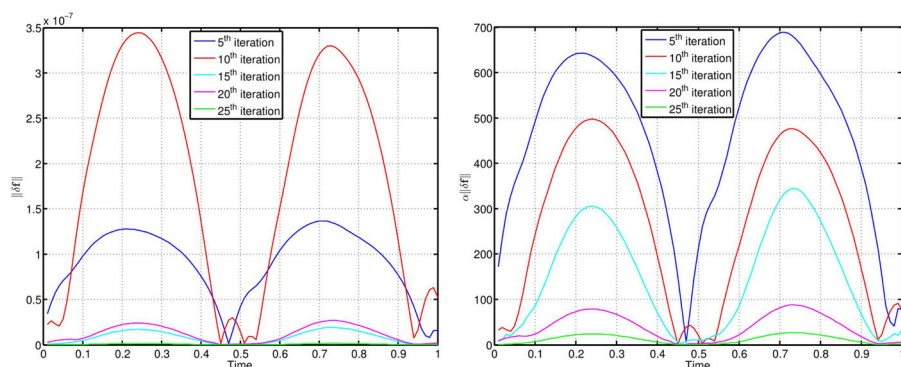 x 10⁻⁷
3.5
3
2.5
2
1.5
1
0.5
0
‖δf‖
0 0.1 0.2 0.3 0.4 0.5 0.6 0.7 0.8 0.9 1
Time
5th iteration
10th iteration
15th iteration
20th iteration
25th iteration
700
600
500
400
300
200
100
0
α‖δf‖
0 0.1 0.2 0.3 0.4 0.5 0.6 0.7 0.8 0.9 1
Time
5th iteration
10th iteration
15th iteration
20th iteration
25th iteration